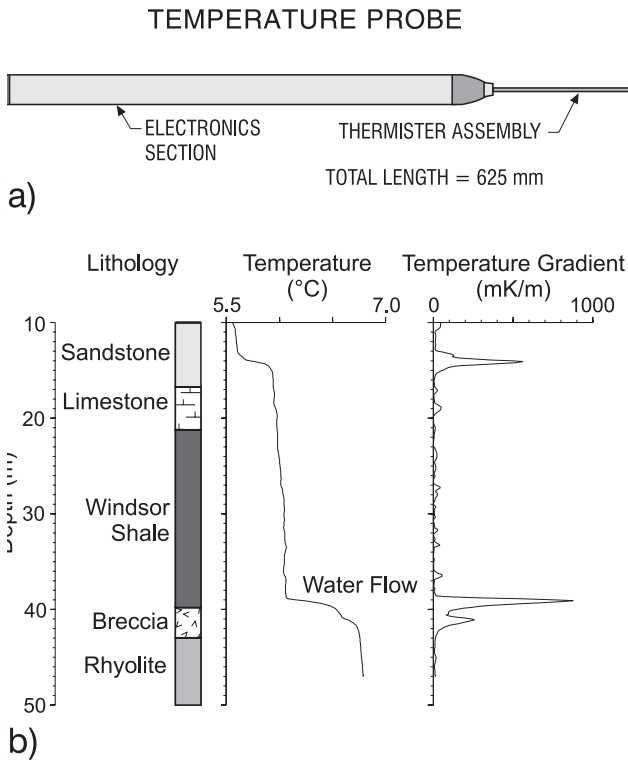 TEMPERATURE PROBE
ELECTRONICS
SECTION
THERMISTER ASSEMBLY
TOTAL LENGTH = 625 mm
a)
Lithology
Temperature
(°C)
Temperature Gradient
(mK/m)
5.5
7.0
0
1000
10
20
30
40
50
Depth (m)
Sandstone
Limestone
Windsor
Shale
Breccia
Rhyolite
Water Flow
b)